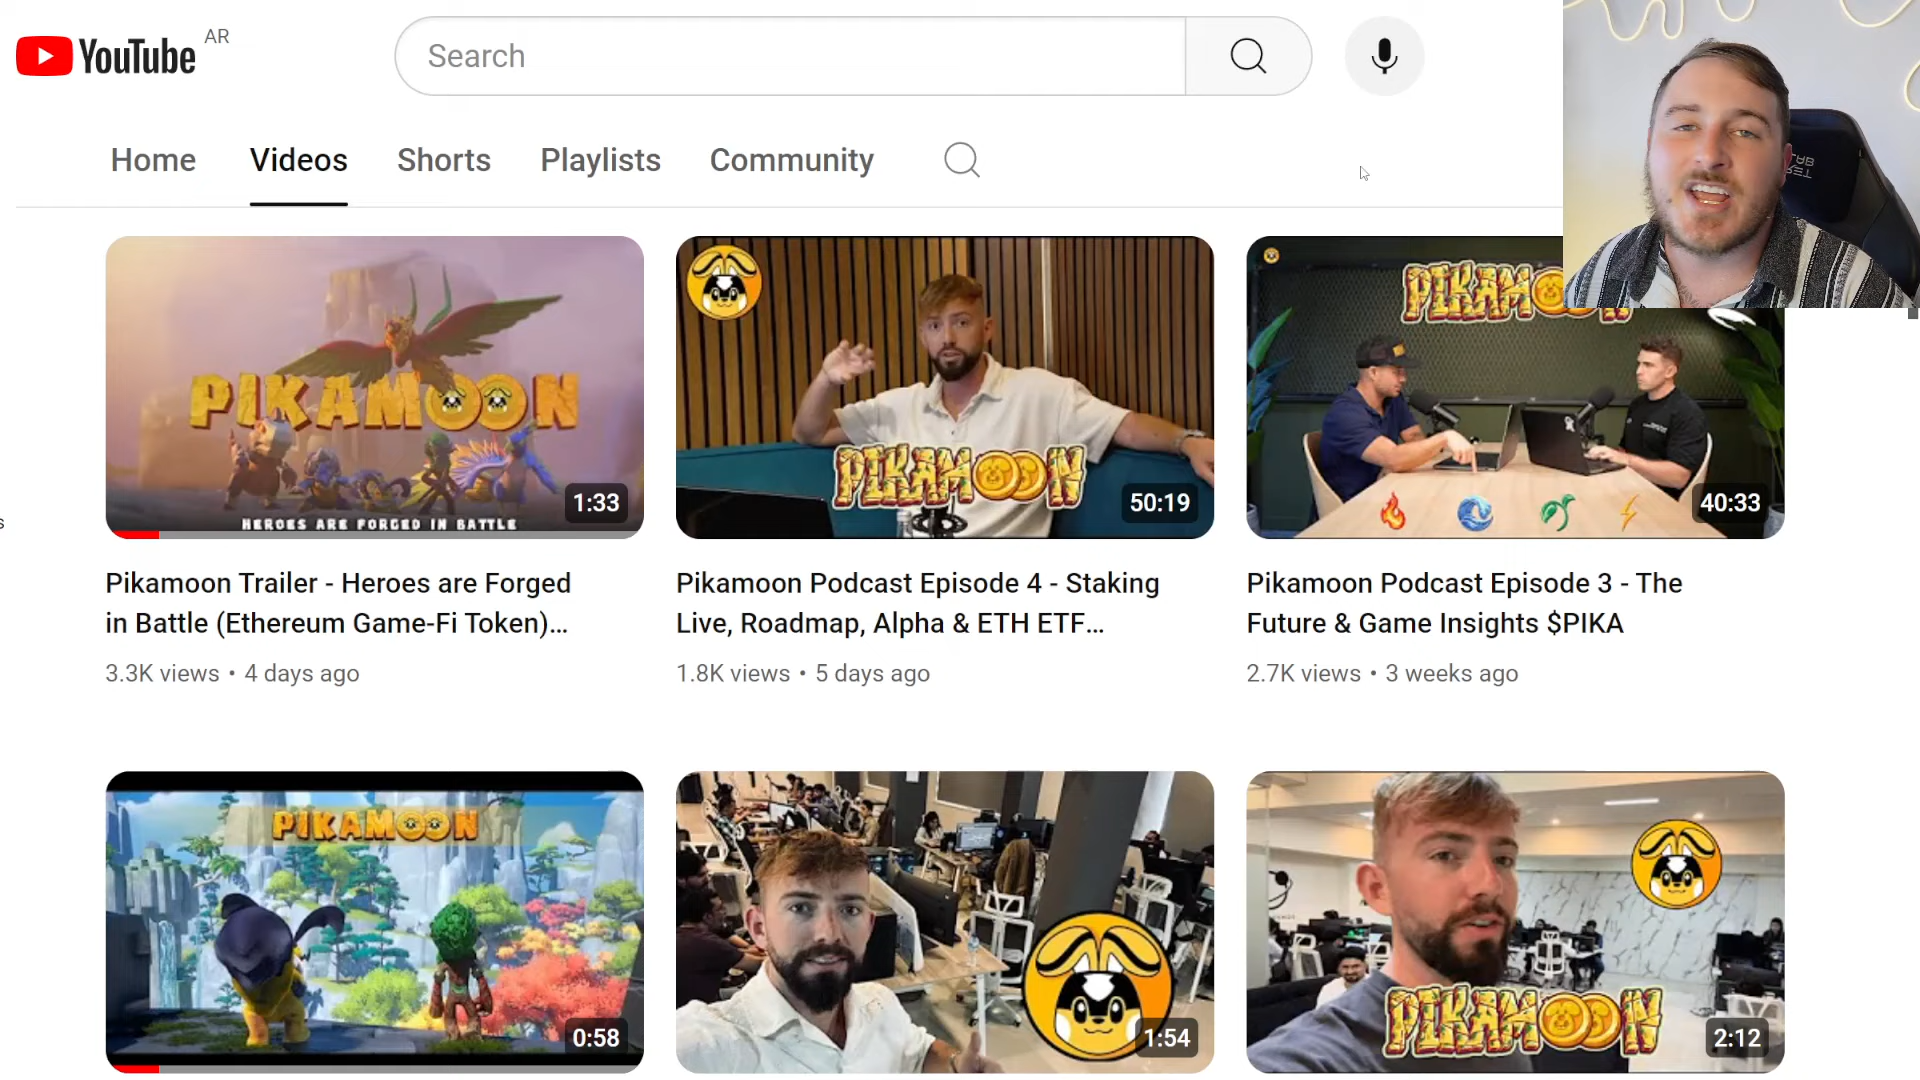 YouTube AR
Search
Home Videos Shorts Playlists Community
PIKAMOON
HEROES ARE FORGED IN BATTLE
1:33
PIKAMOON
50:19
40:33
Pikamoon Trailer - Heroes are Forged
in Battle (Ethereum Game-Fi Token)...
3.3K views • 4 days ago
Pikamoon Podcast Episode 4 - Staking
Live, Roadmap, Alpha & ETH ETF...
1.8K views • 5 days ago
Pikamoon Podcast Episode 3 - The
Future & Game Insights $PIKA
2.7K views • 3 weeks ago
PIKAMOON
0:58
1:54
PIKAMOON
2:12